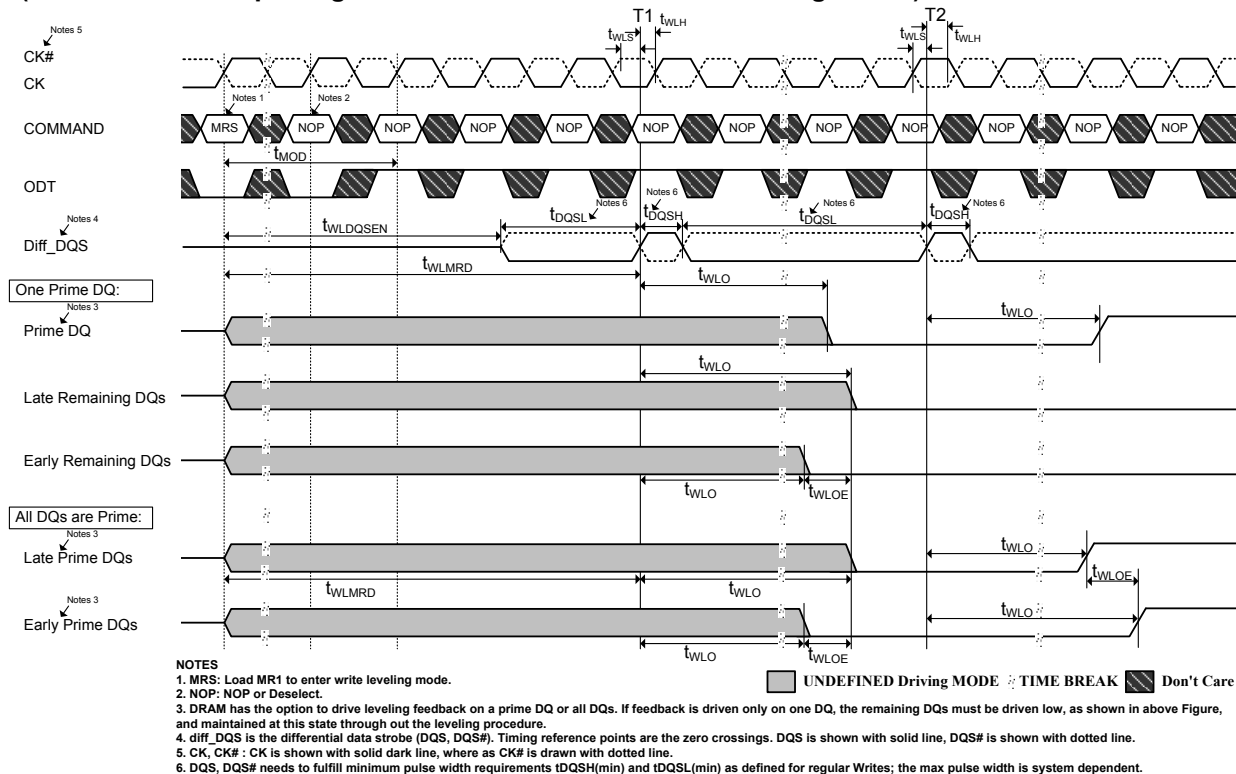 T1 T2
Notes 5
tWLS tWLH tWLS tWLH
CK#
CK
Notes 1 Notes 2
COMMAND MRS NOP NOP NOP NOP NOP NOP NOP NOP NOP NOP NOP
tMOD
ODT
Notes 6 Notes 6 Notes 6 Notes 6
tDQSL tDQSH tDQSL tDQSH
Notes 4
tWLDQSEN
Diff_DQS
tWLMRD tWLO
One Prime DQ:
Notes 3
tWLO
Prime DQ
tWLO
Late Remaining DQs
Early Remaining DQs
tWLO tWLOE
All DQs are Prime:
Notes 3
Late Prime DQs tWLO
tWLMRD tWLO tWLOE
Notes 3
Early Prime DQs tWLO
tWLO tWLOE
NOTES
1. MRS: Load MR1 to enter write leveling mode.
UNDEFINED Driving MODE TIME BREAK Don't Care
2. NOP: NOP or Deselect.
3. DRAM has the option to drive leveling feedback on a prime DQ or all DQs. If feedback is driven only on one DQ, the remaining DQs must be driven low, as shown in above Figure,
and maintained at this state through out the leveling procedure.
4. diff_DQS is the differential data strobe (DQS, DQS#). Timing reference points are the zero crossings. DQS is shown with solid line, DQS# is shown with dotted line.
5. CK, CK# : CK is shown with solid dark line, where as CK# is drawn with dotted line.
6. DQS, DQS# needs to fulfill minimum pulse width requirements tDQSH(min) and tDQSL(min) as defined for regular Writes; the max pulse width is system dependent.